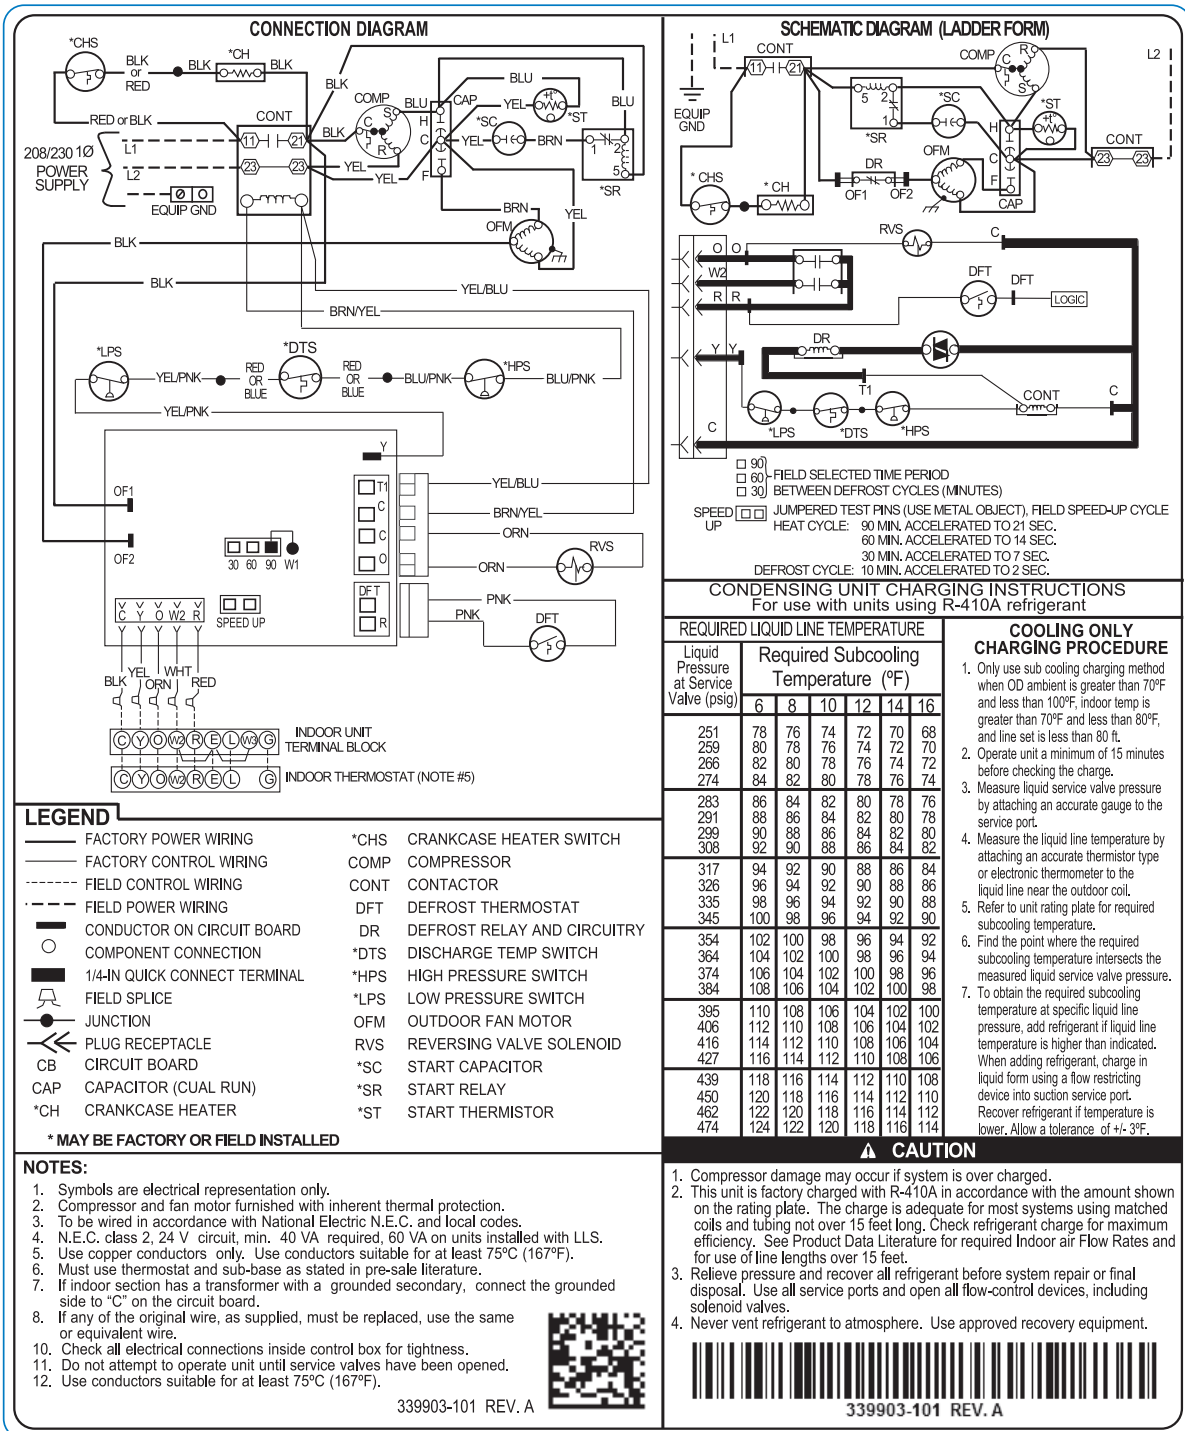 CONNECTION DIAGRAM
*CHS
BLK
or
RED
*CH
BLK
BLK
BLK
RED or BLK
CONT
11
21
23
23
L1
L2
208/230 1Ø
POWER
SUPPLY
EQUIP GND
BLK
COMP
C
S
R
YEL
YEL
BLU
CAP
H
C
F
BLU
YEL
+t°
*ST
*SC
YEL
BRN
BLU
1
2
5
*SR
BRN
YEL
OFM
BLK
BLK
YEL/BLU
BRN/YEL
*LPS
YEL/PNK
RED
OR
BLUE
*DTS
RED
OR
BLUE
BLU/PNK
*HPS
BLU/PNK
YEL/PNK
Y
OF1
OF2
T1
C
C
O
DFT
R
YEL/BLU
BRN/YEL
ORN
ORN
RVS
PNK
PNK
DFT
30 60 90 W1
SPEED UP
C Y O W2 R
BLK
YEL
ORN
WHT
RED
C Y O W2 R E L W3 G
INDOOR UNIT
TERMINAL BLOCK
C Y O W2 R E L G
INDOOR THERMOSTAT (NOTE #5)
LEGEND
FACTORY POWER WIRING
FACTORY CONTROL WIRING
FIELD CONTROL WIRING
FIELD POWER WIRING
CONDUCTOR ON CIRCUIT BOARD
COMPONENT CONNECTION
1/4-IN QUICK CONNECT TERMINAL
FIELD SPLICE
JUNCTION
PLUG RECEPTACLE
CB CIRCUIT BOARD
CAP CAPACITOR (CUAL RUN)
*CH CRANKCASE HEATER
*CHS CRANKCASE HEATER SWITCH
COMP COMPRESSOR
CONT CONTACTOR
DFT DEFROST THERMOSTAT
DR DEFROST RELAY AND CIRCUITRY
*DTS DISCHARGE TEMP SWITCH
*HPS HIGH PRESSURE SWITCH
*LPS LOW PRESSURE SWITCH
OFM OUTDOOR FAN MOTOR
RVS REVERSING VALVE SOLENOID
*SC START CAPACITOR
*SR START RELAY
*ST START THERMISTOR
* MAY BE FACTORY OR FIELD INSTALLED
NOTES:
1. Symbols are electrical representation only.
2. Compressor and fan motor furnished with inherent thermal protection.
3. To be wired in accordance with National Electric N.E.C. and local codes.
4. N.E.C. class 2, 24 V circuit, min. 40 VA required, 60 VA on units installed with LLS.
5. Use copper conductors only. Use conductors suitable for at least 75ºC (167ºF).
6. Must use thermostat and sub-base as stated in pre-sale literature.
7. If indoor section has a transformer with a grounded secondary, connect the grounded
side to “C” on the circuit board.
8. If any of the original wire, as supplied, must be replaced, use the same
or equivalent wire.
10. Check all electrical connections inside control box for tightness.
11. Do not attempt to operate unit until service valves have been opened.
12. Use conductors suitable for at least 75ºC (167ºF).
339903-101 REV. A
SCHEMATIC DIAGRAM (LADDER FORM)
L1
CONT
11
21
EQUIP
GND
COMP
C
R
S
L2
5
2
1
*SR
*SC
+t°
*ST
H
C
F
CAP
CONT
23
23
DR
OF1
OF2
OFM
* CHS
* CH
RVS
C
O O
W2
R R
DFT
DFT
LOGIC
Y Y
DR
T1
CONT
C
*LPS
*DTS
*HPS
C
90
60
30
FIELD SELECTED TIME PERIOD
BETWEEN DEFROST CYCLES (MINUTES)
SPEED
UP
JUMPERED TEST PINS (USE METAL OBJECT), FIELD SPEED-UP CYCLE
HEAT CYCLE: 90 MIN. ACCELERATED TO 21 SEC.
60 MIN. ACCELERATED TO 14 SEC.
30 MIN. ACCELERATED TO 7 SEC.
DEFROST CYCLE: 10 MIN. ACCELERATED TO 2 SEC.
CONDENSING UNIT CHARGING INSTRUCTIONS
For use with units using R-410A refrigerant
REQUIRED LIQUID LINE TEMPERATURE
Liquid
Pressure
at Service
Valve (psig)
Required Subcooling
Temperature (ºF)
6 8 10 12 14 16
251 78 76 74 72 70 68
259 80 78 76 74 72 70
266 82 80 78 76 74 72
274 84 82 80 78 76 74
283 86 84 82 80 78 76
291 88 86 84 82 80 78
299 90 88 86 84 82 80
308 92 90 88 86 84 82
317 94 92 90 88 86 84
326 96 94 92 90 88 86
335 98 96 94 92 90 88
345 100 98 96 94 92 90
354 102 100 98 96 94 92
364 104 102 100 98 96 94
374 106 104 102 100 98 96
384 108 106 104 102 100 98
395 110 108 106 104 102 100
406 112 110 108 106 104 102
416 114 112 110 108 106 104
427 116 114 112 110 108 106
439 118 116 114 112 110 108
450 120 118 116 114 112 110
462 122 120 118 116 114 112
474 124 122 120 118 116 114
COOLING ONLY
CHARGING PROCEDURE
1. Only use sub cooling charging method
when OD ambient is greater than 70ºF
and less than 100ºF, indoor temp is
greater than 70ºF and less than 80ºF,
and line set is less than 80 ft.
2. Operate unit a minimum of 15 minutes
before checking the charge.
3. Measure liquid service valve pressure
by attaching an accurate gauge to the
service port.
4. Measure the liquid line temperature by
attaching an accurate thermistor type
or electronic thermometer to the
liquid line near the outdoor coil.
5. Refer to unit rating plate for required
subcooling temperature.
6. Find the point where the required
subcooling temperature intersects the
measured liquid service valve pressure.
7. To obtain the required subcooling
temperature at specific liquid line
pressure, add refrigerant if liquid line
temperature is higher than indicated.
When adding refrigerant, charge in
liquid form using a flow restricting
device into suction service port.
Recover refrigerant if temperature is
lower. Allow a tolerance of +/- 3ºF.
CAUTION
1. Compressor damage may occur if system is over charged.
2. This unit is factory charged with R-410A in accordance with the amount shown
on the rating plate. The charge is adequate for most systems using matched
coils and tubing not over 15 feet long. Check refrigerant charge for maximum
efficiency. See Product Data Literature for required Indoor air Flow Rates and
for use of line lengths over 15 feet.
3. Relieve pressure and recover all refrigerant before system repair or final
disposal. Use all service ports and open all flow-control devices, including
solenoid valves.
4. Never vent refrigerant to atmosphere. Use approved recovery equipment.
339903-101 REV. A